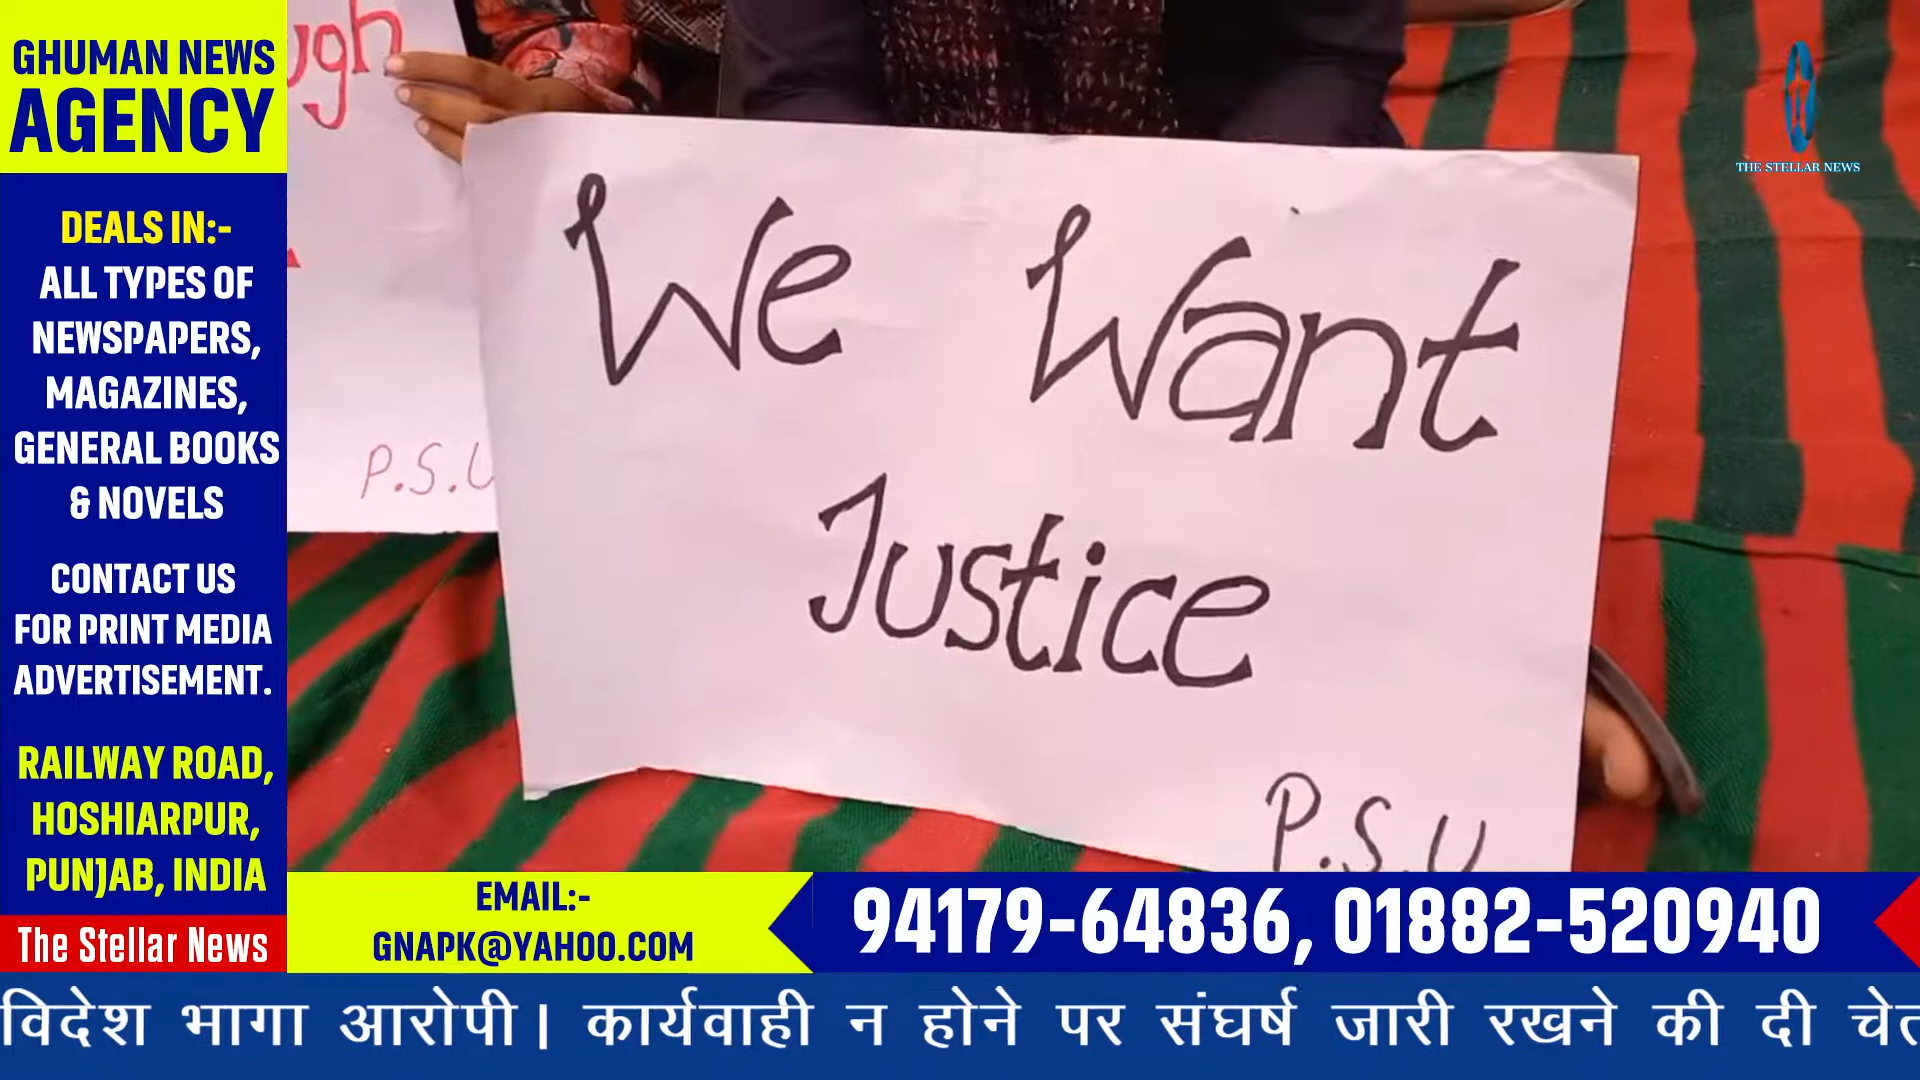 GHUMAN NEWS
AGENCY
DEALS IN:-
ALL TYPES OF
NEWSPAPERS,
MAGAZINES,
GENERAL BOOKS
& NOVELS
CONTACT US
FOR PRINT MEDIA
ADVERTISEMENT.
RAILWAY ROAD,
HOSHIARPUR,
PUNJAB, INDIA
The Stellar News
P.S.U
We Want
Justice
P.S.U
THE STELLAR NEWS
EMAIL:-
GNAPK@YAHOO.COM
94179-64836, 01882-520940
विदेश भागा आरोपी। कार्यवाही न होने पर संघर्ष जारी रखने की दी